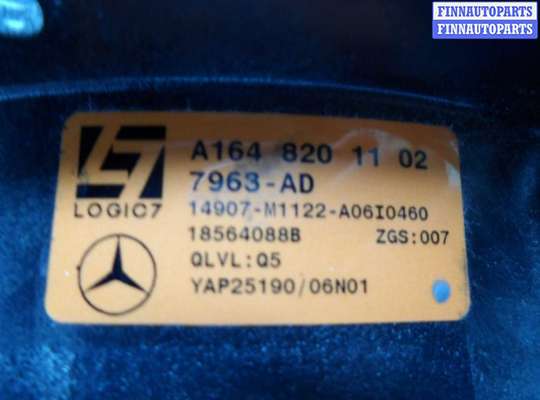 FINNAUTOPARTS
FINNAUTOPARTS
A164 820 11 02
7963-AD
LOGIC7
14907-M1122-A06I0460
18564088B ZGS:007
QLVL:Q5
YAP25190/06N01